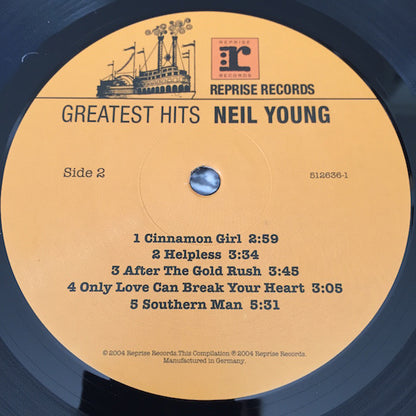 REPRISE
r
RECORDS
REPRISE RECORDS
GREATEST HITS NEIL YOUNG
Side 2
512636-1
1 Cinnamon Girl 2:59
2 Helpless 3:34
3 After The Gold Rush 3:45
4 Only Love Can Break Your Heart 3:05
5 Southern Man 5:31
© 2004 Reprise Records. This Compilation ℗ 2004 Reprise Records.
Manufactured in Germany.